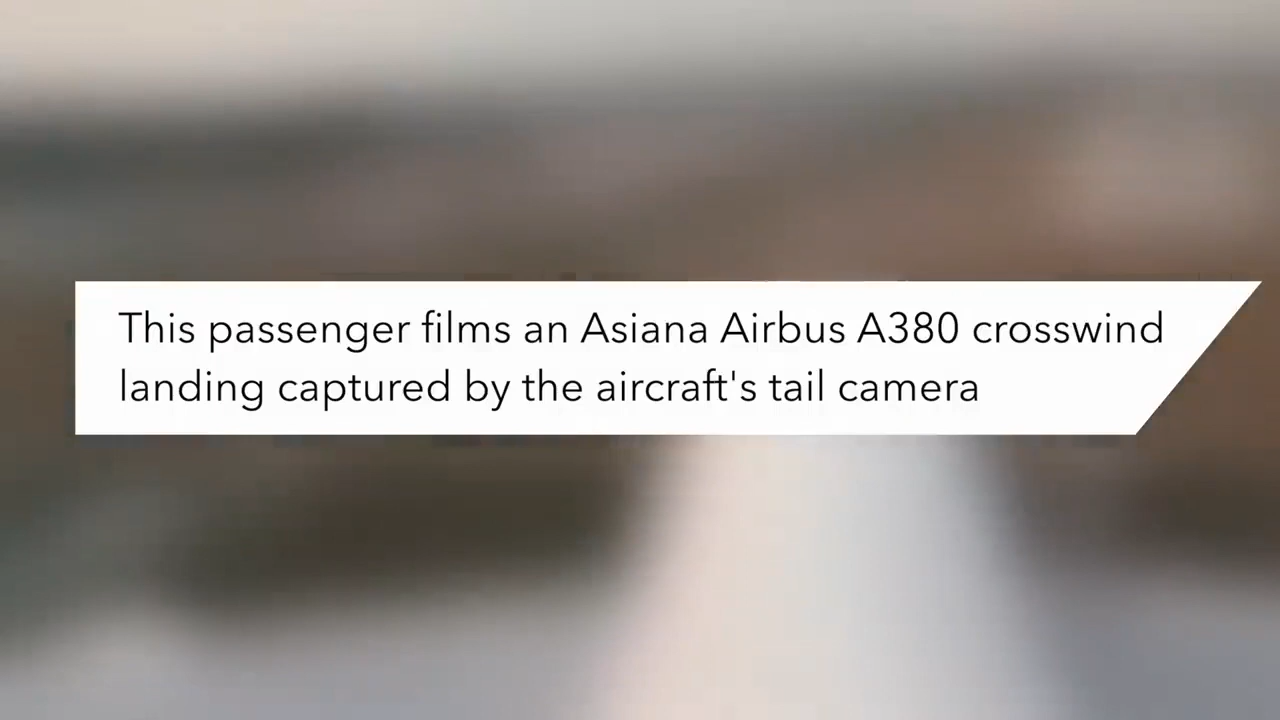 This passenger films an Asiana Airbus A380 crosswind
landing captured by the aircraft's tail camera